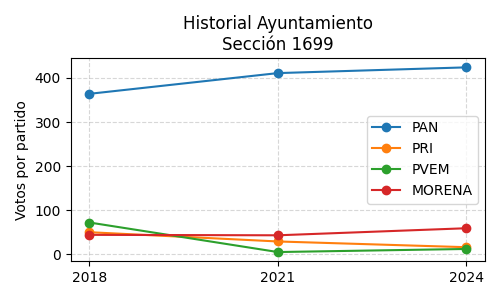 Historial Ayuntamiento
Sección 1699
Votos por partido
400
300
200
100
0
2018
2021
2024
PAN
PRI
PVEM
MORENA